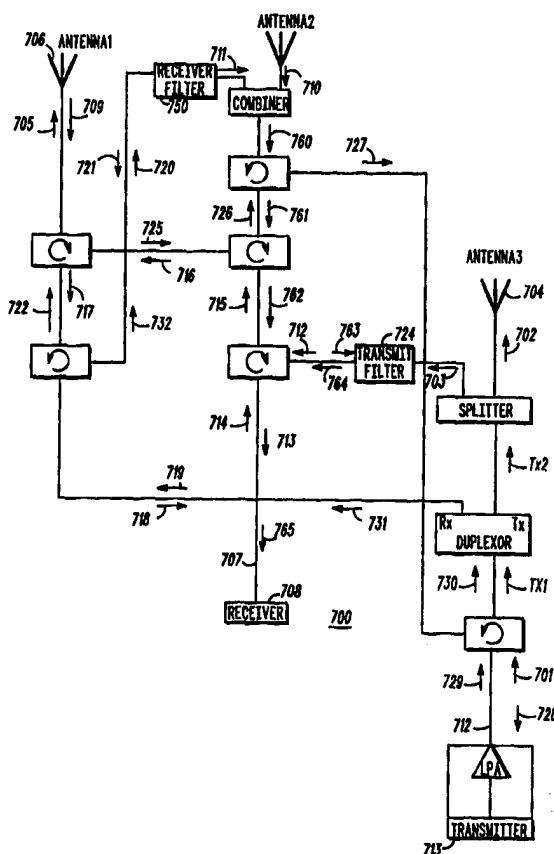 706 ANTENNA1
ANTENNA2
711
RECEIVER
FILTER
750
710
COMBINER
705
709
760
727
721
720
726
761
725
716
ANTENNA3
704
722
717
715
762
702
732
712
763
724
TRANSMIT
FILTER
764
703
SPLITTER
714
713
Tx2
719
718
731
Rx Tx
DUPLEXOR
765
707
730
TX1
708
RECEIVER
700
729
701
712
728
LPA
TRANSMITTER
713